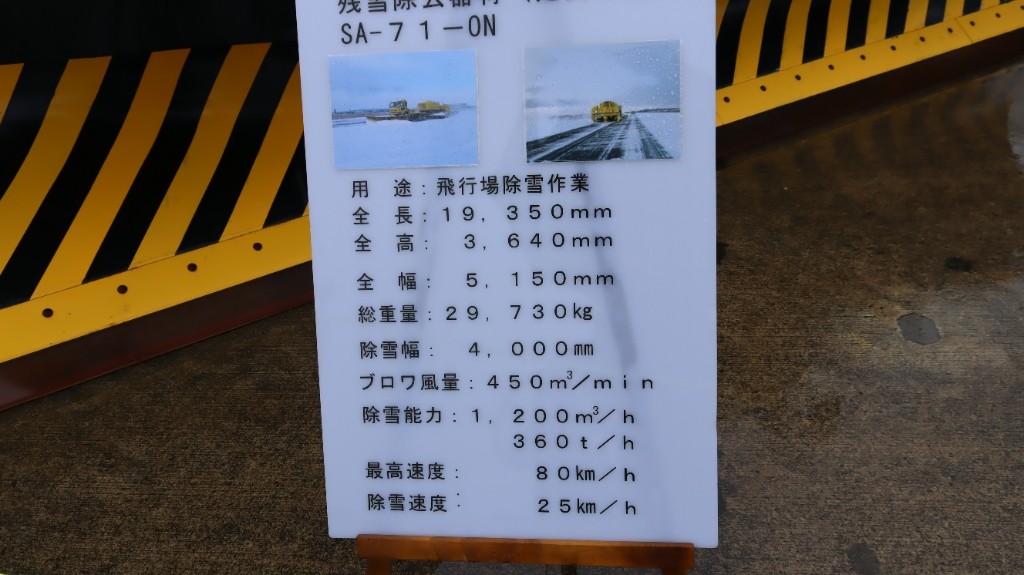 残雪除去器材
SA-71-ON
用 途:飛行場除雪作業
全 長:19,350mm
全 高: 3,640mm
全 幅: 5,150mm
総重量:29,730kg
除雪幅: 4,000mm
ブロワ風量:450m³/min
除雪能力:1,200m³/h
360t/h
最高速度: 80km/h
除雪速度: 25km/h